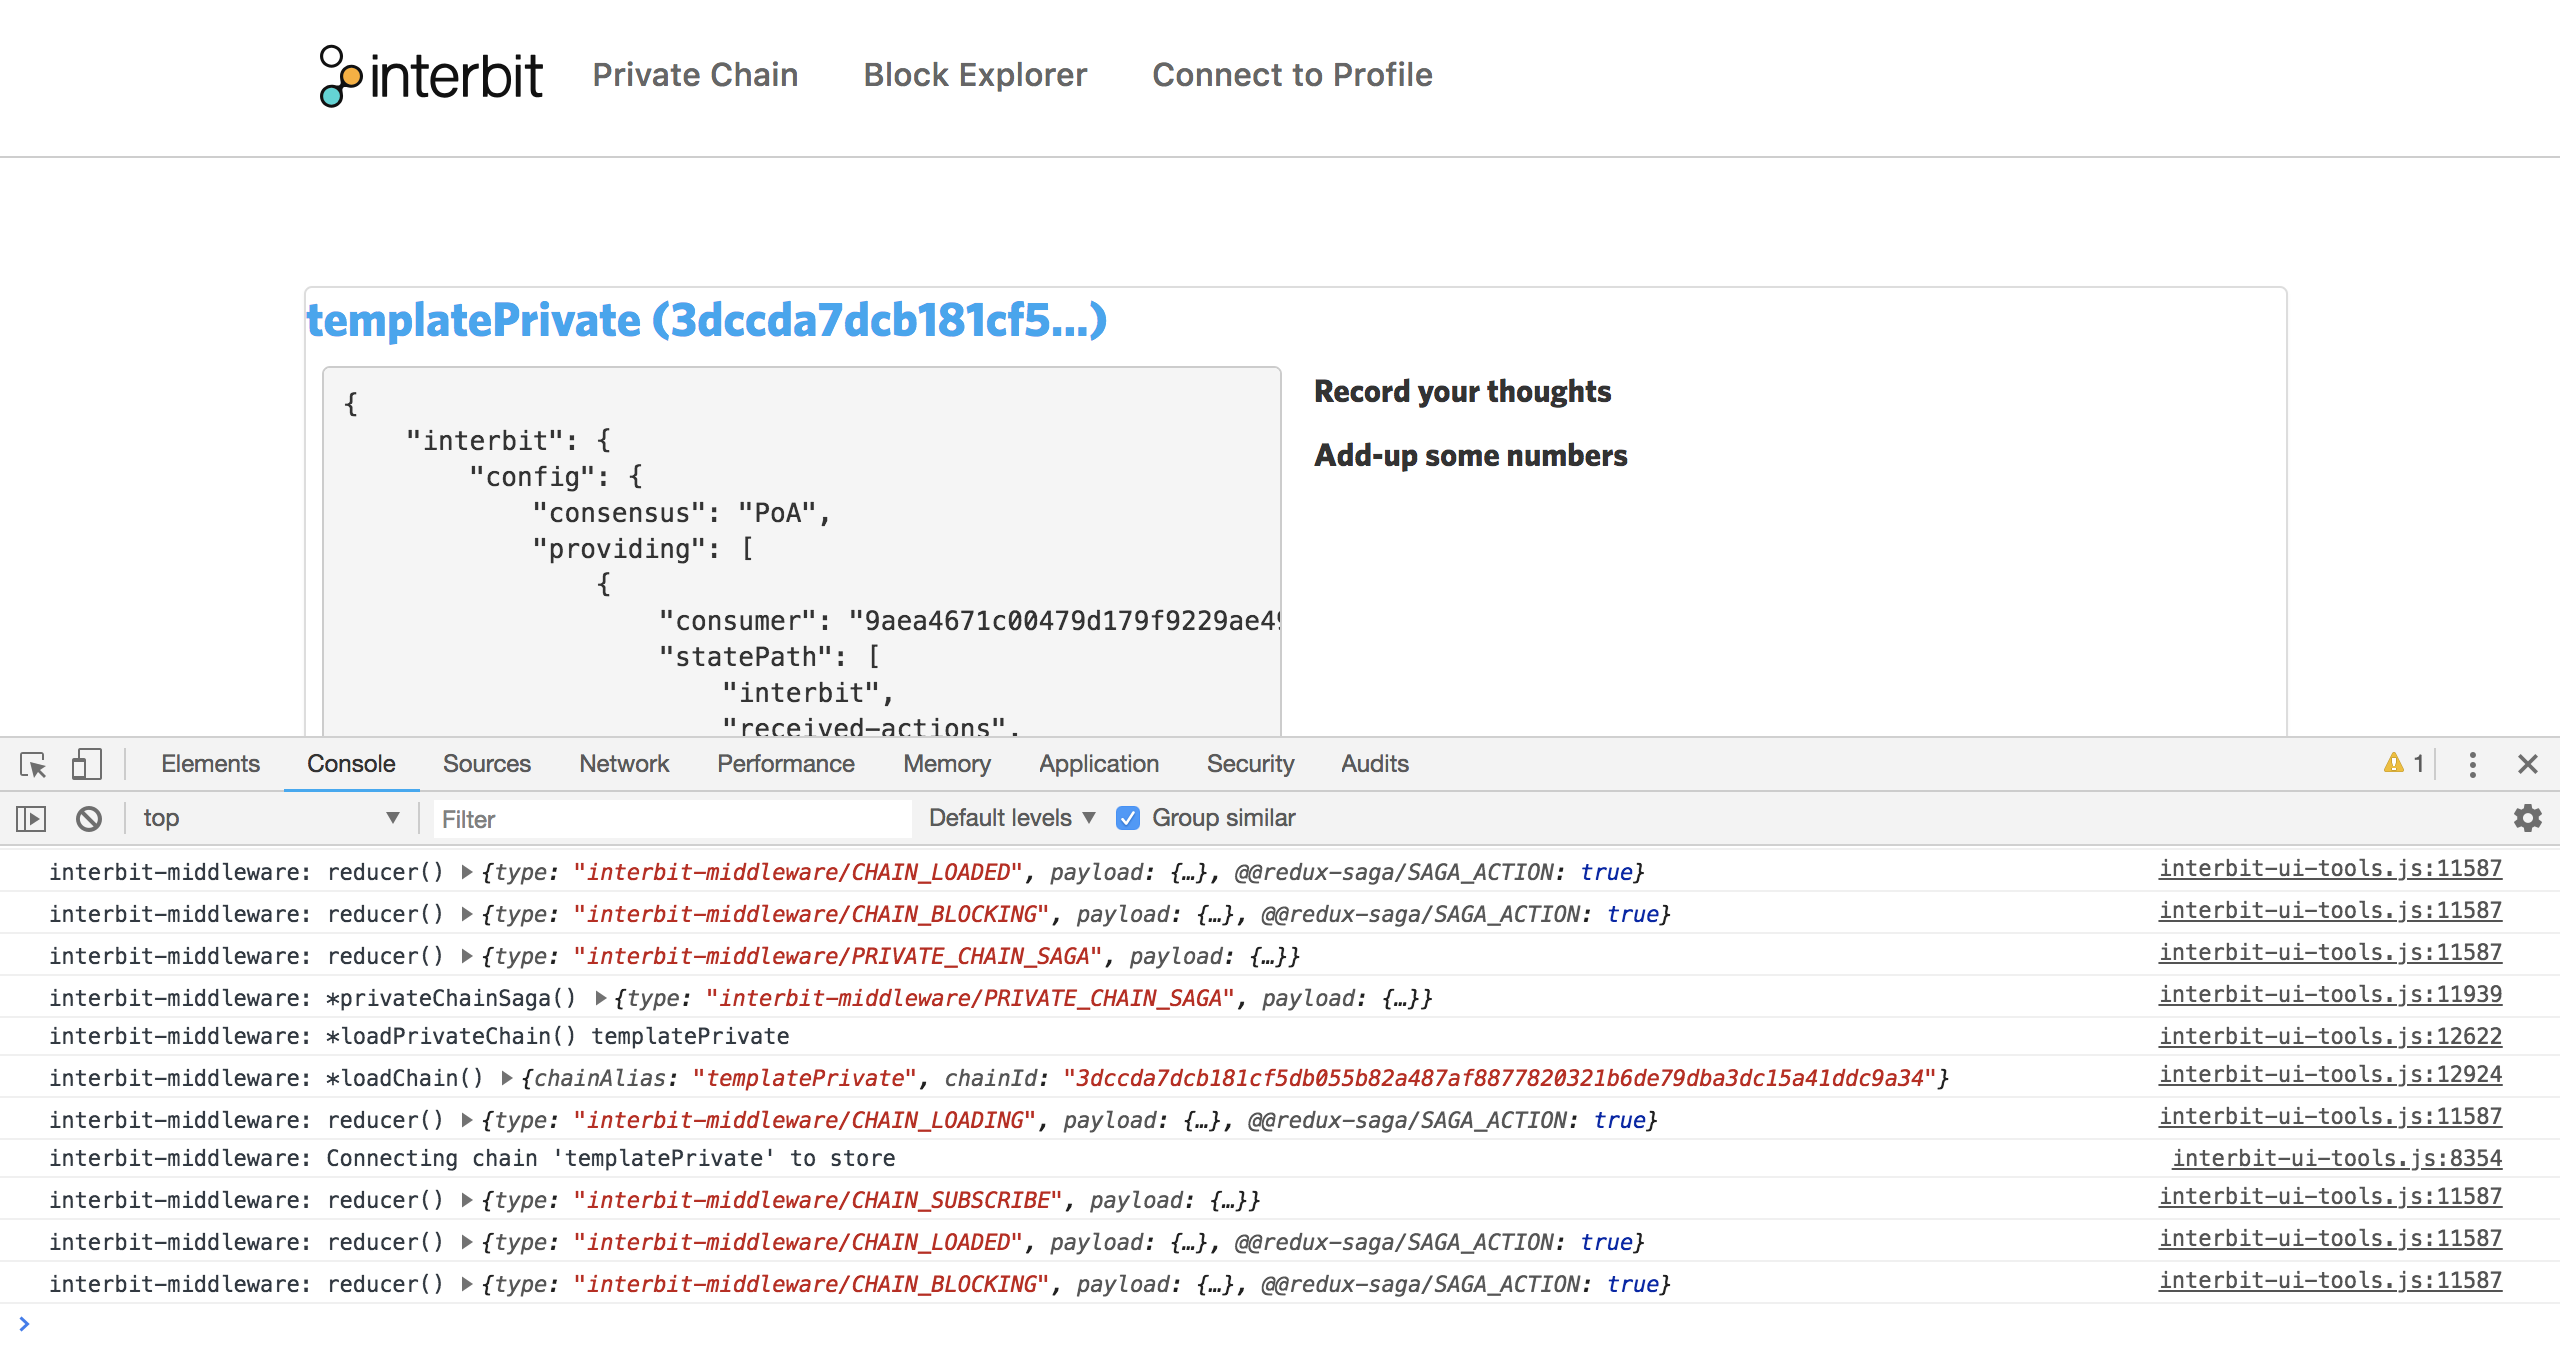 interbit Private Chain Block Explorer Connect to Profile
templatePrivate (3dccda7dcb181cf5...)
{
"interbit": {
"config": {
"consensus": "PoA",
"providing": [
{
"consumer": "9aea4671c00479d179f9229ae49
"statePath": [
"interbit",
"received-actions",
Record your thoughts
Add-up some numbers
Elements Console Sources Network Performance Memory Application Security Audits 1
top Filter Default levels Group similar
interbit-middleware: reducer() {type: "interbit-middleware/CHAIN_LOADED", payload: {…}, @@redux-saga/SAGA_ACTION: true} interbit-ui-tools.js:11587
interbit-middleware: reducer() {type: "interbit-middleware/CHAIN_BLOCKING", payload: {…}, @@redux-saga/SAGA_ACTION: true} interbit-ui-tools.js:11587
interbit-middleware: reducer() {type: "interbit-middleware/PRIVATE_CHAIN_SAGA", payload: {…}} interbit-ui-tools.js:11587
interbit-middleware: *privateChainSaga() {type: "interbit-middleware/PRIVATE_CHAIN_SAGA", payload: {…}} interbit-ui-tools.js:11939
interbit-middleware: *loadPrivateChain() templatePrivate interbit-ui-tools.js:12622
interbit-middleware: *loadChain() {chainAlias: "templatePrivate", chainId: "3dccda7dcb181cf5db055b82a487af8877820321b6de79dba3dc15a41ddc9a34"} interbit-ui-tools.js:12924
interbit-middleware: reducer() {type: "interbit-middleware/CHAIN_LOADING", payload: {…}, @@redux-saga/SAGA_ACTION: true} interbit-ui-tools.js:11587
interbit-middleware: Connecting chain 'templatePrivate' to store interbit-ui-tools.js:8354
interbit-middleware: reducer() {type: "interbit-middleware/CHAIN_SUBSCRIBE", payload: {…}} interbit-ui-tools.js:11587
interbit-middleware: reducer() {type: "interbit-middleware/CHAIN_LOADED", payload: {…}, @@redux-saga/SAGA_ACTION: true} interbit-ui-tools.js:11587
interbit-middleware: reducer() {type: "interbit-middleware/CHAIN_BLOCKING", payload: {…}, @@redux-saga/SAGA_ACTION: true} interbit-ui-tools.js:11587